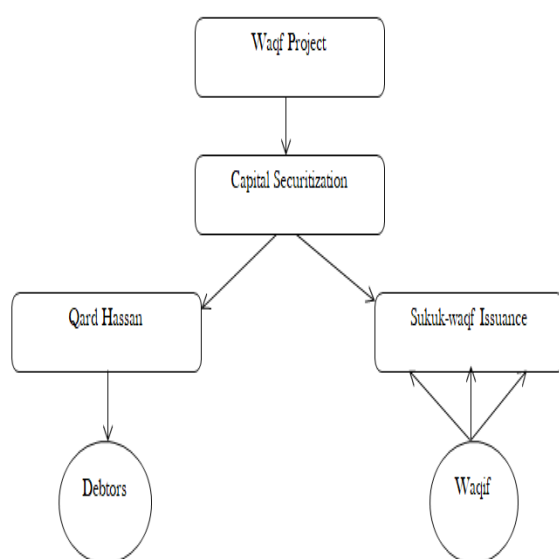 Waqf Project
Capital Securitization
Qard Hassan
Sukuk-waqf Issuance
Debtors
Waqif